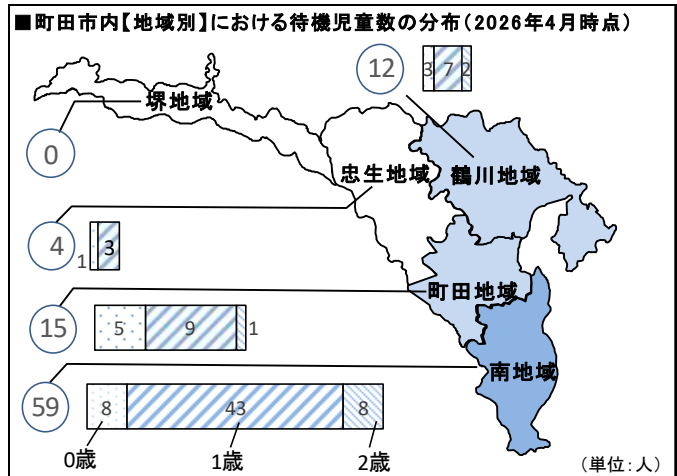 ■町田市内【地域別】における待機児童数の分布(2026年4月時点)
12
3 7 2
堺地域
0
忠生地域
鶴川地域
4
1 3
町田地域
15
5 9 1
南地域
59
8 43 8
0歳 1歳 2歳
(単位:人)